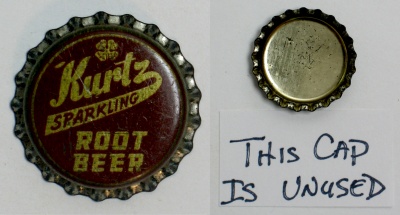 Kurtz
SPARKLING
ROOT
BEER
THIS CAP
IS UNUSED